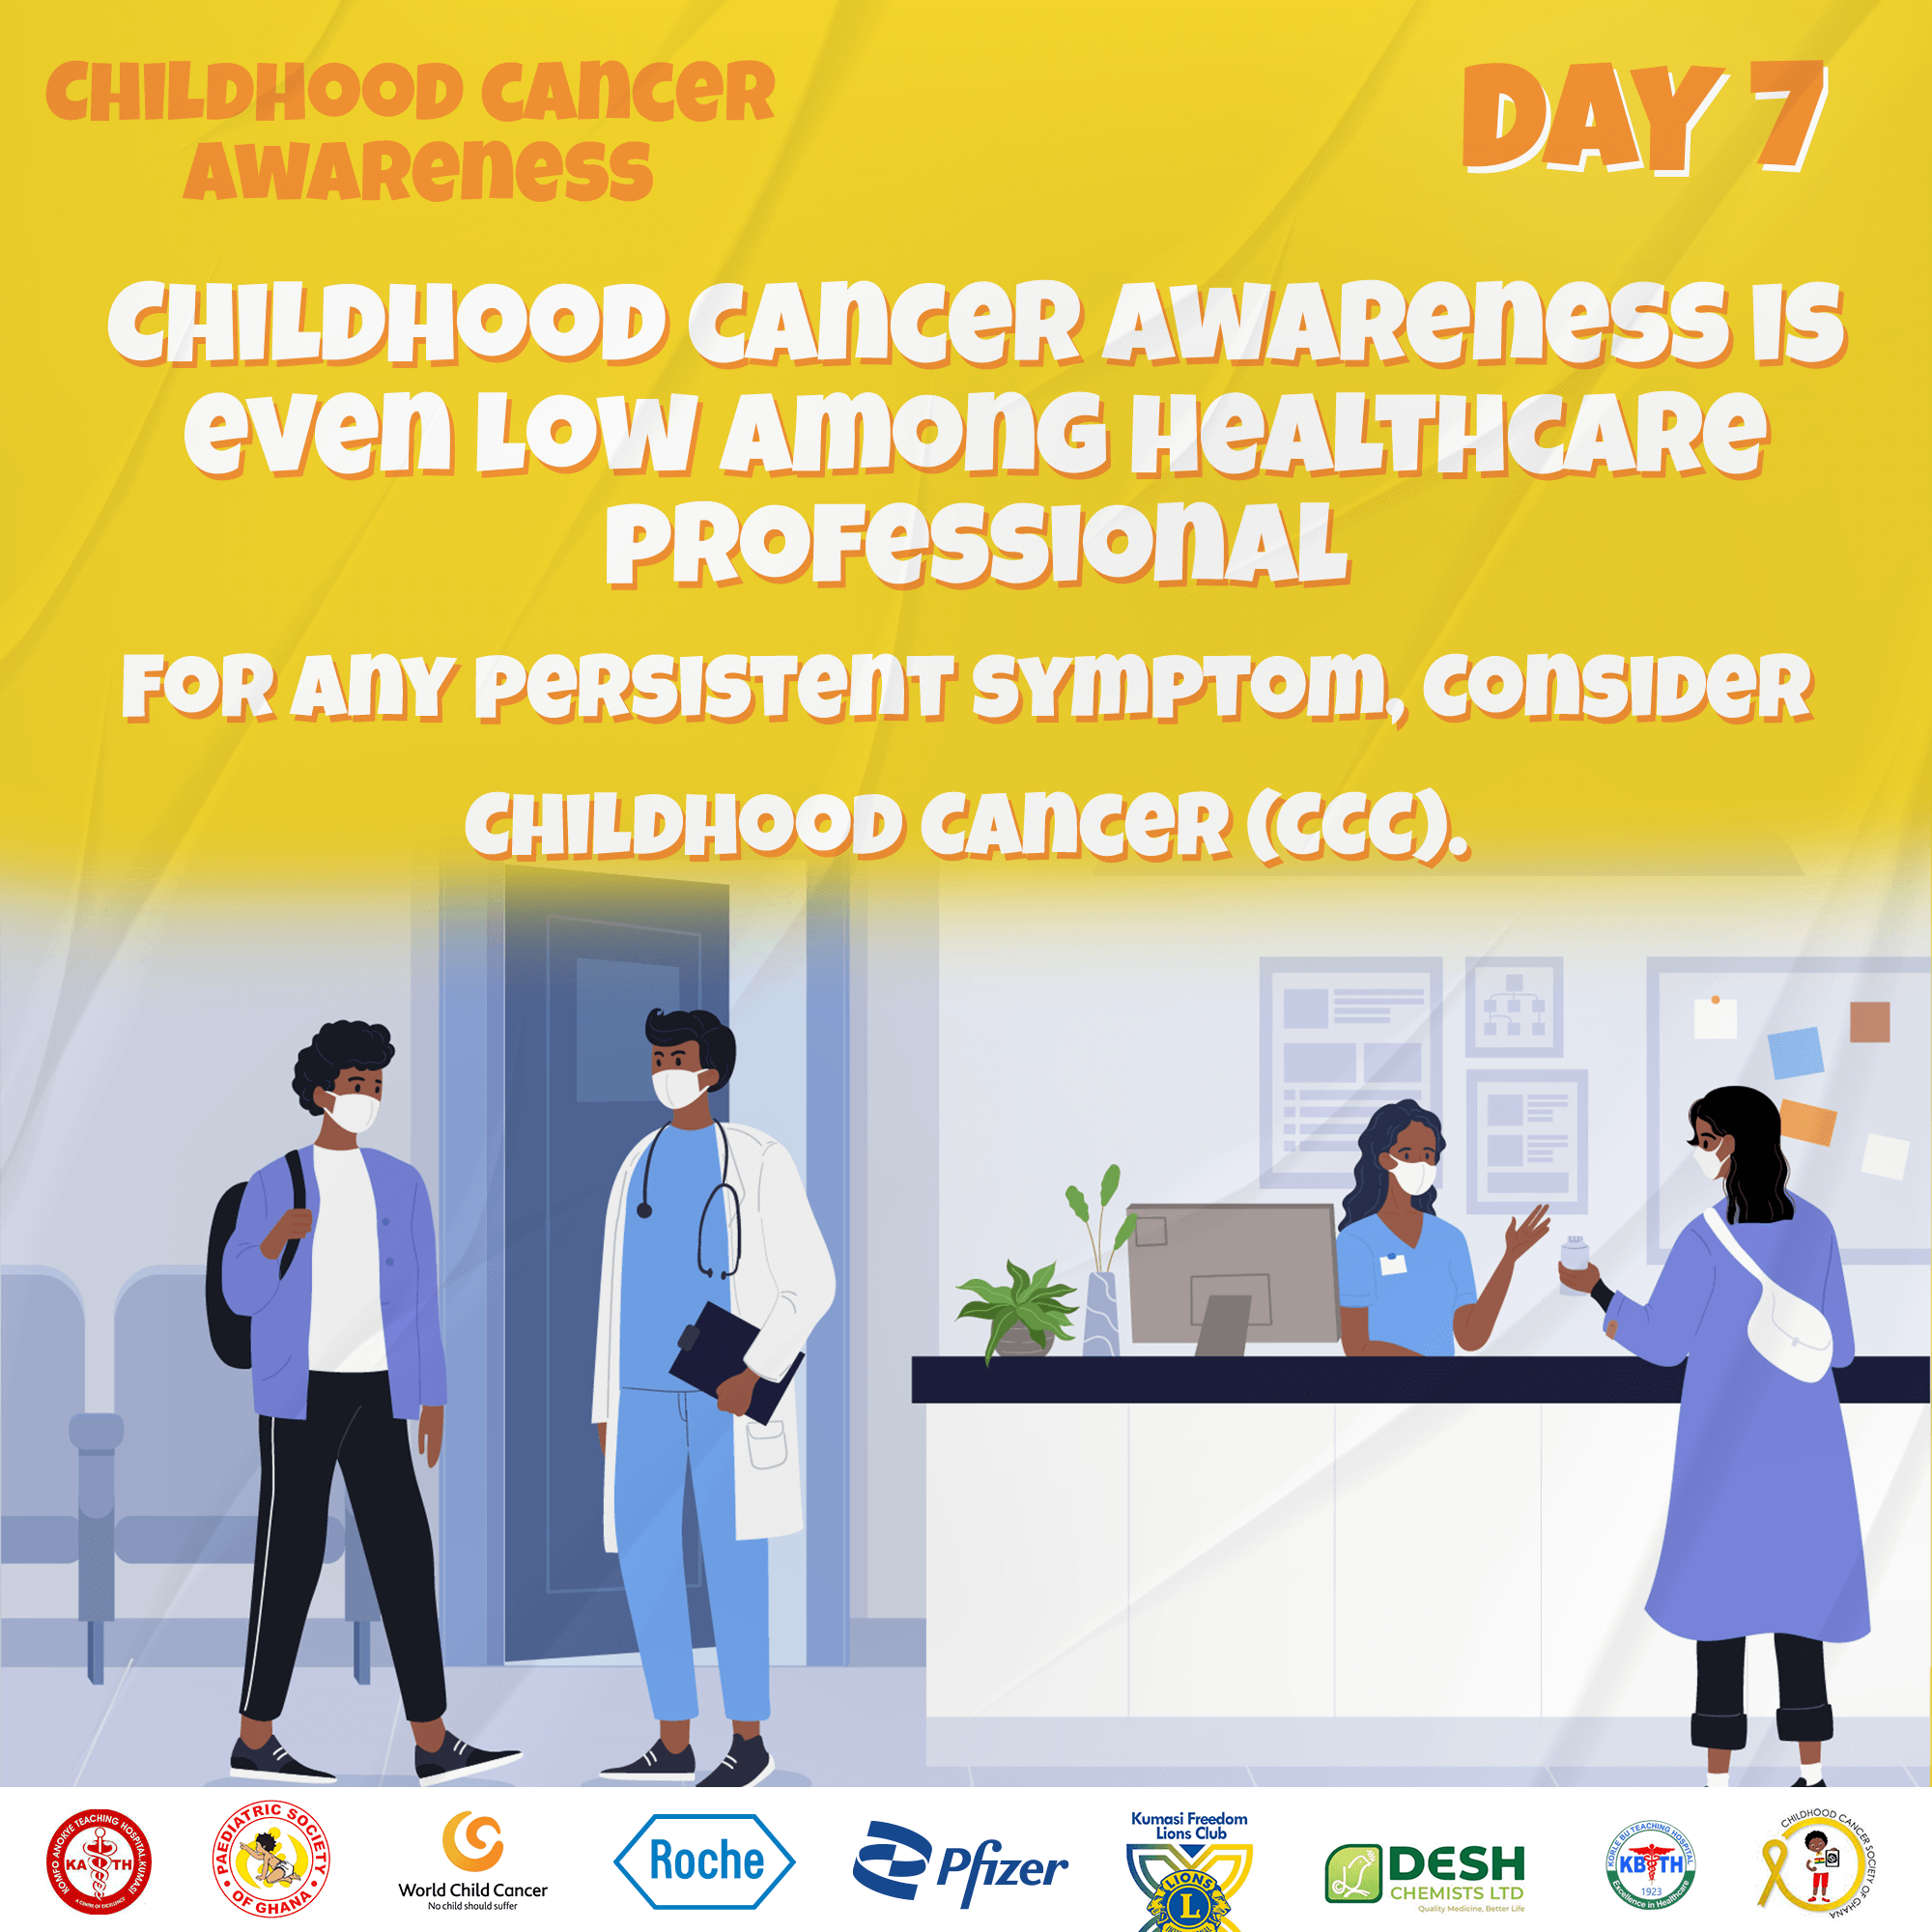 CHILDHOOD CANCER
AWARENESS
DAY 7
CHILDHOOD CANCER AWARENESS IS
EVEN LOW AMONG HEALTHCARE
PROFESSIONAL
FOR ANY PERSISTENT SYMPTOM, CONSIDER
CHILDHOOD CANCER (CCC).
KOMFO ANOKYE TEACHING HOSPITAL, KUMASI
KATH
A CENTRE OF EXCELLENCE
PAEDIATRIC SOCIETY
OF GHANA
World Child Cancer
No child should suffer
Roche
Pfizer
Kumasi Freedom
Lions Club
LIONS
L
DESH
CHEMISTS LTD
Quality Medicine, Better Life
KORLE BU TEACHING HOSPITAL
KBTH
1923
Excellence in Healthcare
CHILDHOOD CANCER SOCIETY OF GHANA